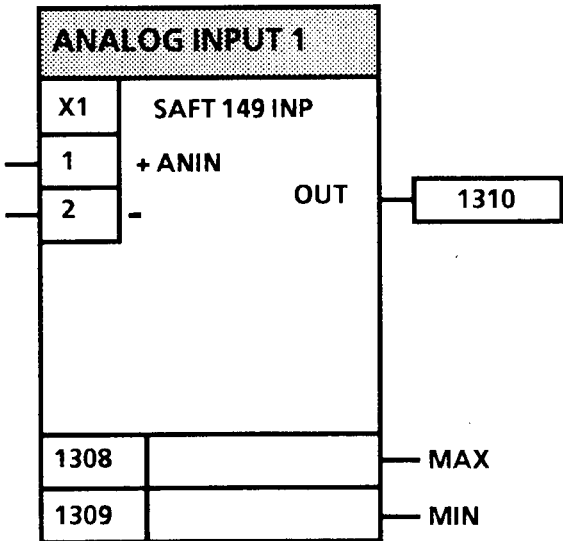 ANALOG INPUT 1
X1 SAFT 149 INP
1 + ANIN
OUT 1310
2 -
1308 MAX
1309 MIN